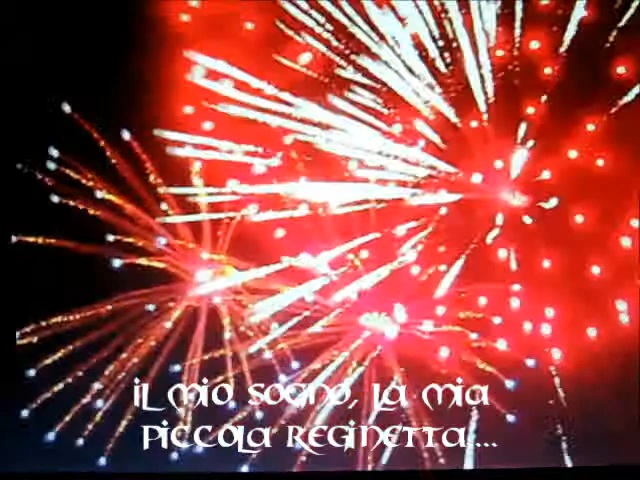 il mio sogno, la mia
piccola reginetta....